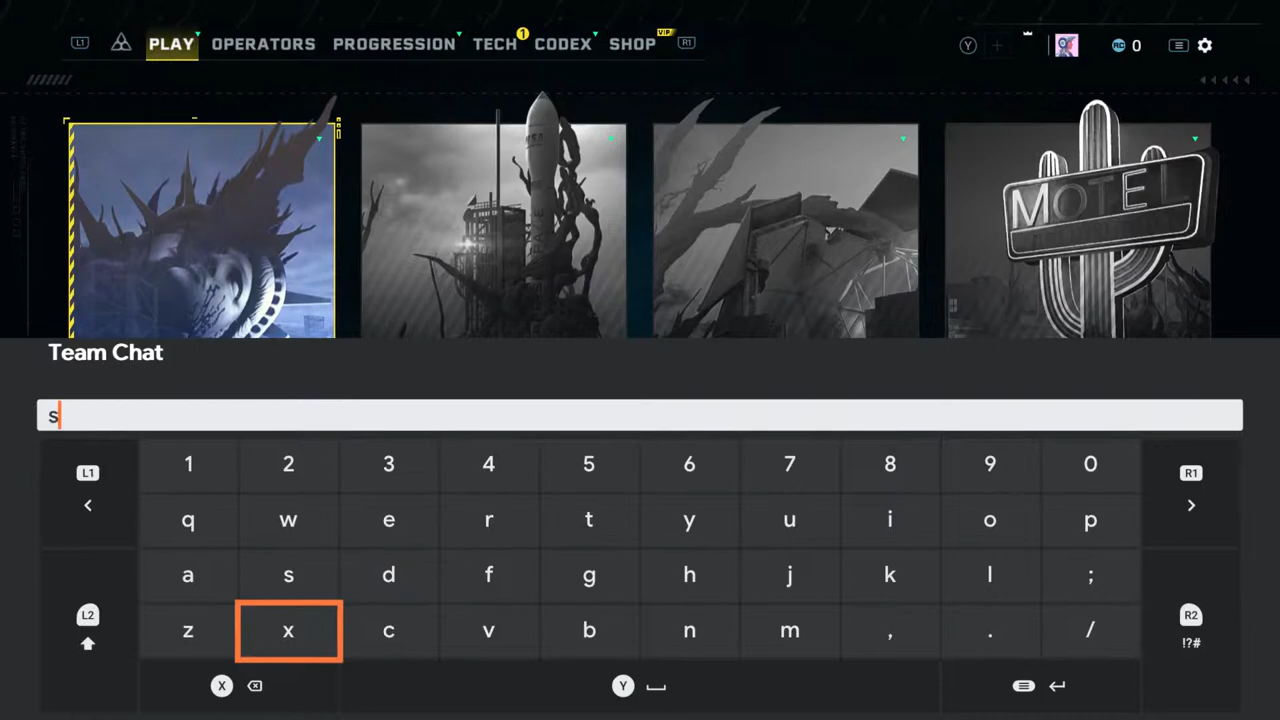 L1 PLAY OPERATORS PROGRESSION TECH 1 CODEX SHOP VIP! R1 Y + RC 0
USA
MOTEL
Team Chat
s
L1 1 2 3 4 5 6 7 8 9 0 R1
< q w e r t y u i o p >
a s d f g h j k l ;
L2 z x c v b n m , . / R2
!?#
X Y